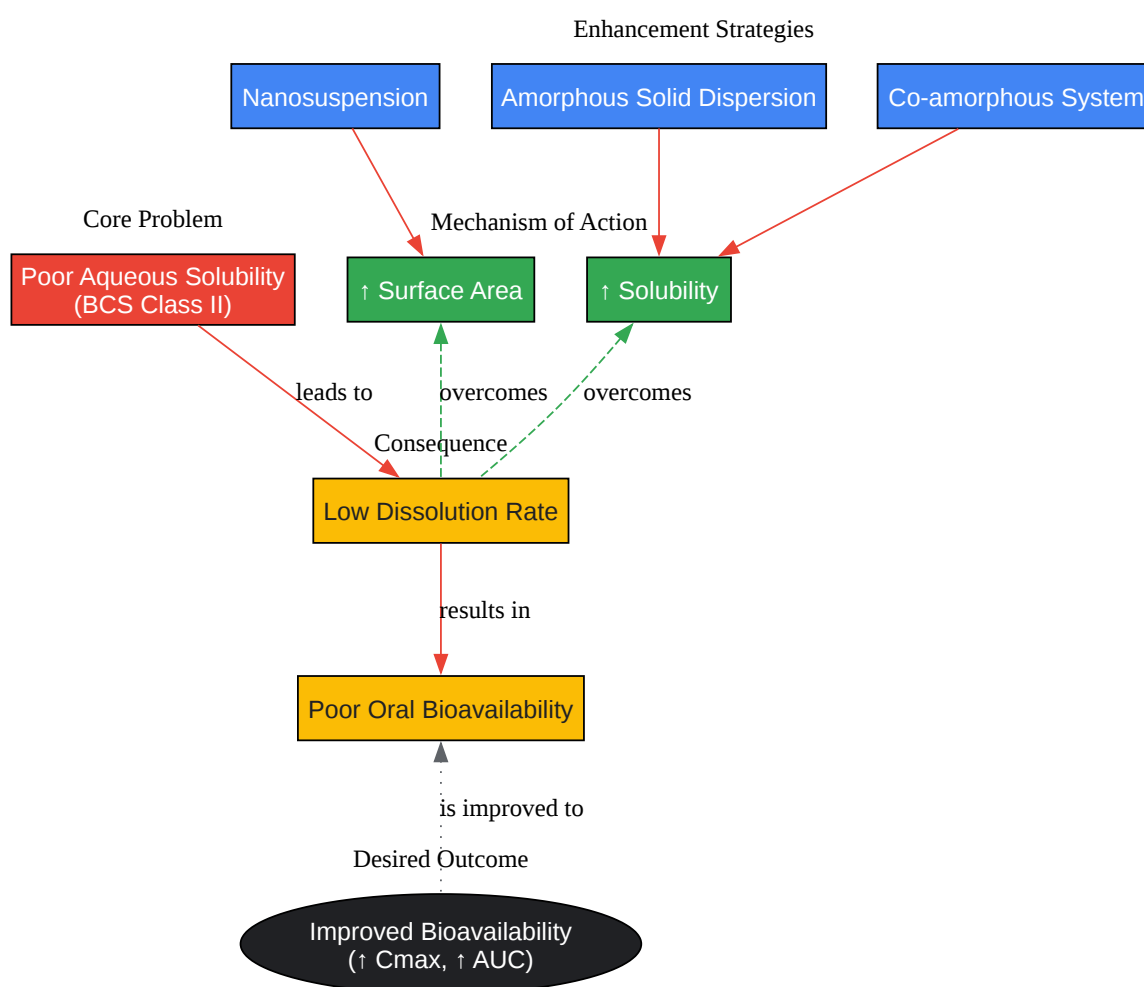 Enhancement Strategies
Nanosuspension
Amorphous Solid Dispersion
Co-amorphous System
Core Problem
Mechanism of Action
Poor Aqueous Solubility
(BCS Class II)
↑ Surface Area
↑ Solubility
leads to
overcomes
overcomes
Consequence
Low Dissolution Rate
results in
Poor Oral Bioavailability
is improved to
Desired Outcome
Improved Bioavailability
(↑ Cmax, ↑ AUC)